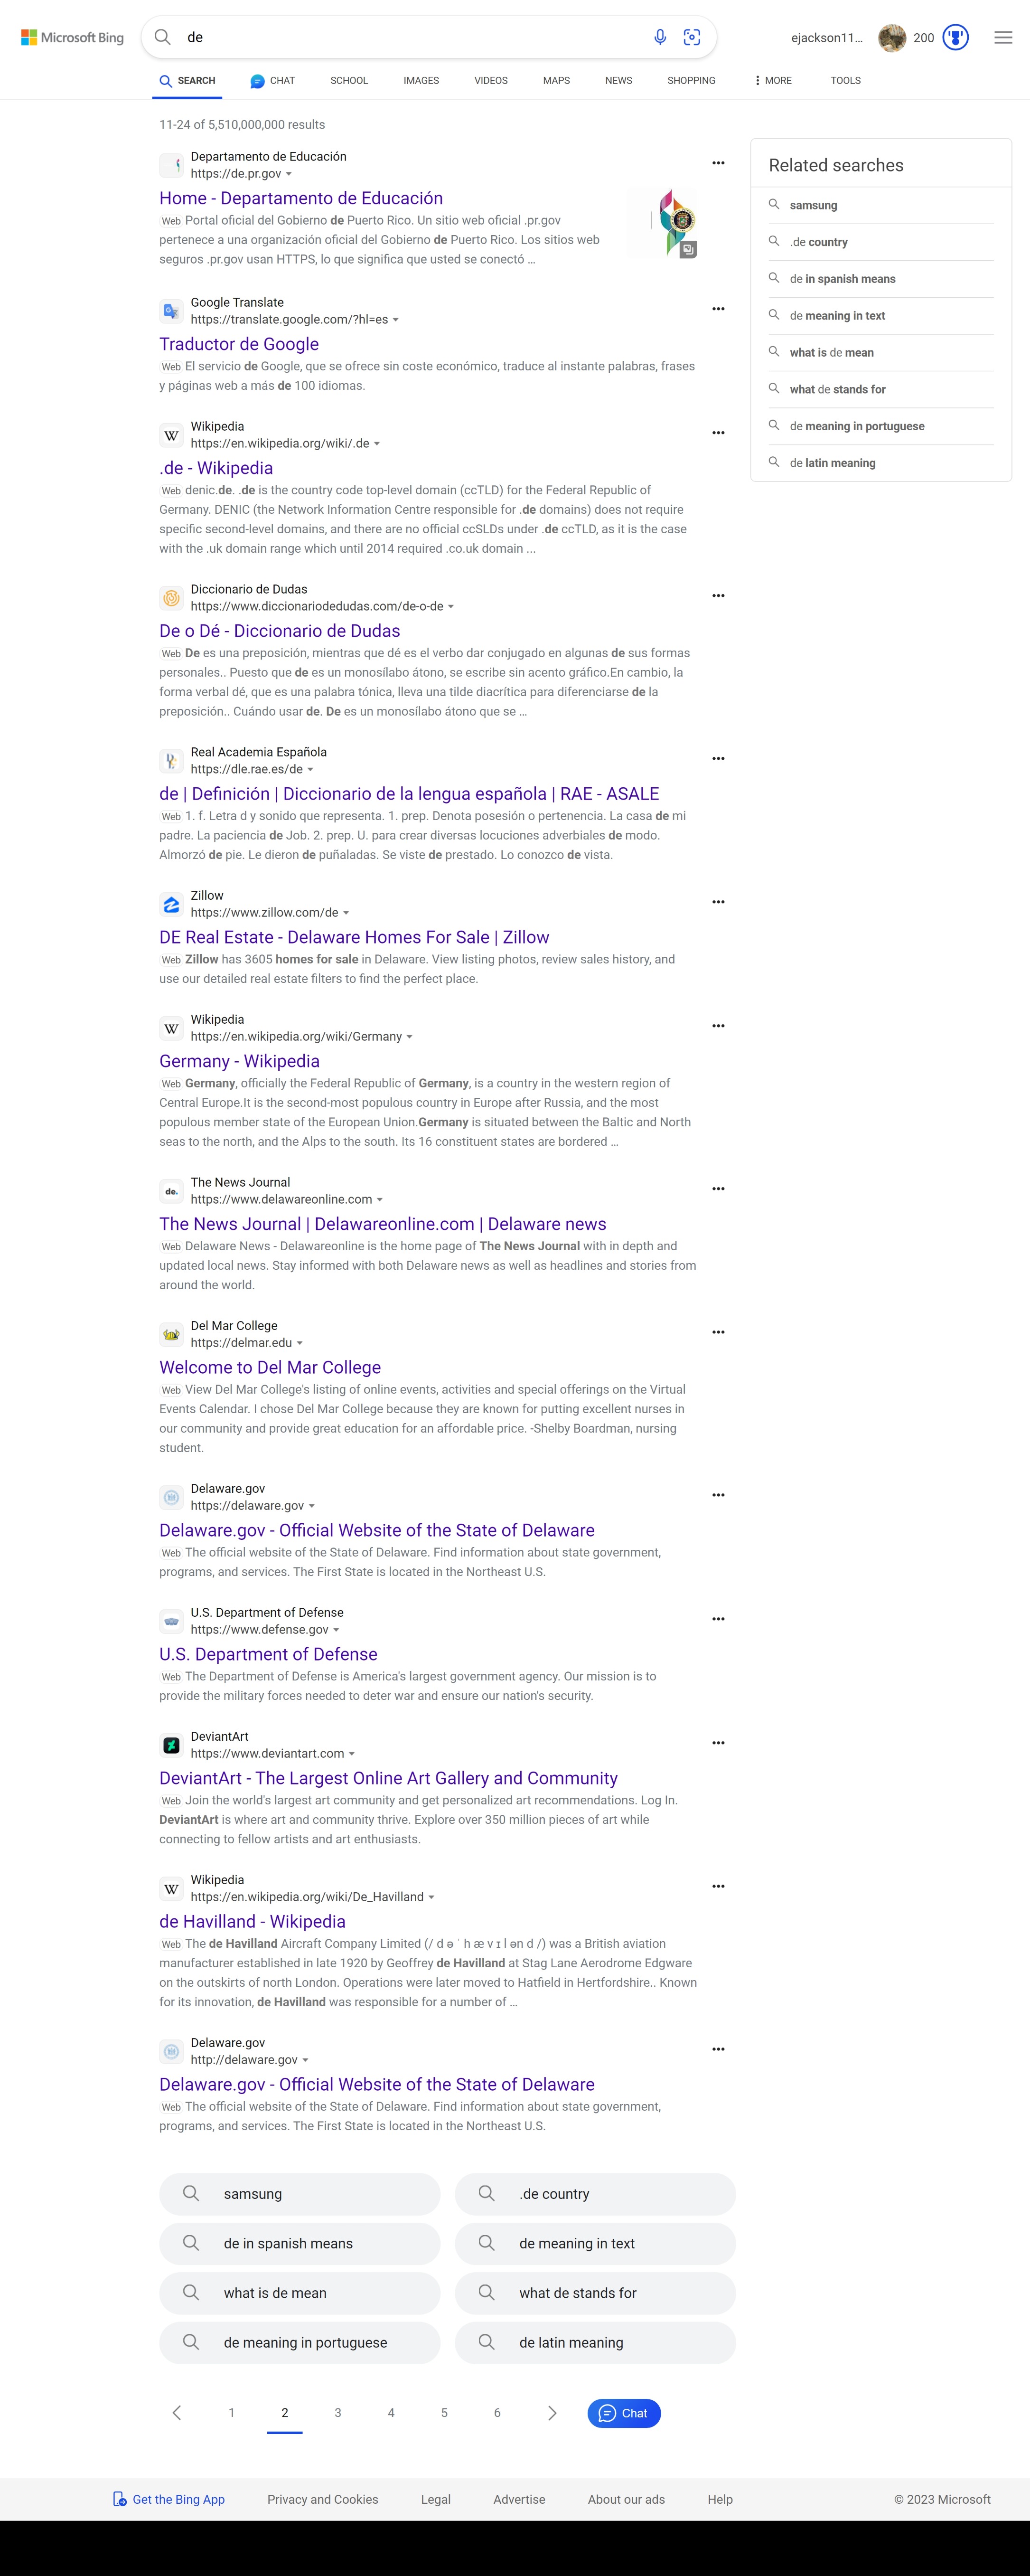 Microsoft Bing
de
ejackson11...
200
SEARCH
CHAT
SCHOOL
IMAGES
VIDEOS
MAPS
NEWS
SHOPPING
MORE
TOOLS
11-24 of 5,510,000,000 results
Departamento de Educación
https://de.pr.gov
Home - Departamento de Educación
Web Portal oficial del Gobierno de Puerto Rico. Un sitio web oficial .pr.gov
pertenece a una organización oficial del Gobierno de Puerto Rico. Los sitios web
seguros .pr.gov usan HTTPS, lo que significa que usted se conectó ...
Google Translate
https://translate.google.com/?hl=es
Traductor de Google
Web El servicio de Google, que se ofrece sin coste económico, traduce al instante palabras, frases
y páginas web a más de 100 idiomas.
W
Wikipedia
https://en.wikipedia.org/wiki/.de
.de - Wikipedia
Web denic.de. .de is the country code top-level domain (ccTLD) for the Federal Republic of
Germany. DENIC (the Network Information Centre responsible for .de domains) does not require
specific second-level domains, and there are no official ccSLDs under .de ccTLD, as it is the case
with the .uk domain range which until 2014 required .co.uk domain ...
Diccionario de Dudas
https://www.diccionariodedudas.com/de-o-de
De o Dé - Diccionario de Dudas
Web De es una preposición, mientras que dé es el verbo dar conjugado en algunas de sus formas
personales.. Puesto que de es un monosílabo átono, se escribe sin acento gráfico.En cambio, la
forma verbal dé, que es una palabra tónica, lleva una tilde diacrítica para diferenciarse de la
preposición.. Cuándo usar de. De es un monosílabo átono que se ...
Real Academia Española
https://dle.rae.es/de
de | Definición | Diccionario de la lengua española | RAE - ASALE
Web 1. f. Letra d y sonido que representa. 1. prep. Denota posesión o pertenencia. La casa de mi
padre. La paciencia de Job. 2. prep. U. para crear diversas locuciones adverbiales de modo.
Almorzó de pie. Le dieron de puñaladas. Se viste de prestado. Lo conozco de vista.
Zillow
https://www.zillow.com/de
DE Real Estate - Delaware Homes For Sale | Zillow
Web Zillow has 3605 homes for sale in Delaware. View listing photos, review sales history, and
use our detailed real estate filters to find the perfect place.
W
Wikipedia
https://en.wikipedia.org/wiki/Germany
Germany - Wikipedia
Web Germany, officially the Federal Republic of Germany, is a country in the western region of
Central Europe.It is the second-most populous country in Europe after Russia, and the most
populous member state of the European Union.Germany is situated between the Baltic and North
seas to the north, and the Alps to the south. Its 16 constituent states are bordered ...
de.
The News Journal
https://www.delawareonline.com
The News Journal | Delawareonline.com | Delaware news
Web Delaware News - Delawareonline is the home page of The News Journal with in depth and
updated local news. Stay informed with both Delaware news as well as headlines and stories from
around the world.
Del Mar College
https://delmar.edu
Welcome to Del Mar College
Web View Del Mar College's listing of online events, activities and special offerings on the Virtual
Events Calendar. I chose Del Mar College because they are known for putting excellent nurses in
our community and provide great education for an affordable price. -Shelby Boardman, nursing
student.
Delaware.gov
https://delaware.gov
Delaware.gov - Official Website of the State of Delaware
Web The official website of the State of Delaware. Find information about state government,
programs, and services. The First State is located in the Northeast U.S.
U.S. Department of Defense
https://www.defense.gov
U.S. Department of Defense
Web The Department of Defense is America's largest government agency. Our mission is to
provide the military forces needed to deter war and ensure our nation's security.
DeviantArt
https://www.deviantart.com
DeviantArt - The Largest Online Art Gallery and Community
Web Join the world's largest art community and get personalized art recommendations. Log In.
DeviantArt is where art and community thrive. Explore over 350 million pieces of art while
connecting to fellow artists and art enthusiasts.
W
Wikipedia
https://en.wikipedia.org/wiki/De_Havilland
de Havilland - Wikipedia
Web The de Havilland Aircraft Company Limited (/ d ə ˈ h æ v ɪ l ən d /) was a British aviation
manufacturer established in late 1920 by Geoffrey de Havilland at Stag Lane Aerodrome Edgware
on the outskirts of north London. Operations were later moved to Hatfield in Hertfordshire.. Known
for its innovation, de Havilland was responsible for a number of ...
Delaware.gov
http://delaware.gov
Delaware.gov - Official Website of the State of Delaware
Web The official website of the State of Delaware. Find information about state government,
programs, and services. The First State is located in the Northeast U.S.
Related searches
samsung
.de country
de in spanish means
de meaning in text
what is de mean
what de stands for
de meaning in portuguese
de latin meaning
samsung
.de country
de in spanish means
de meaning in text
what is de mean
what de stands for
de meaning in portuguese
de latin meaning
1
2
3
4
5
6
Chat
Get the Bing App
Privacy and Cookies
Legal
Advertise
About our ads
Help
© 2023 Microsoft